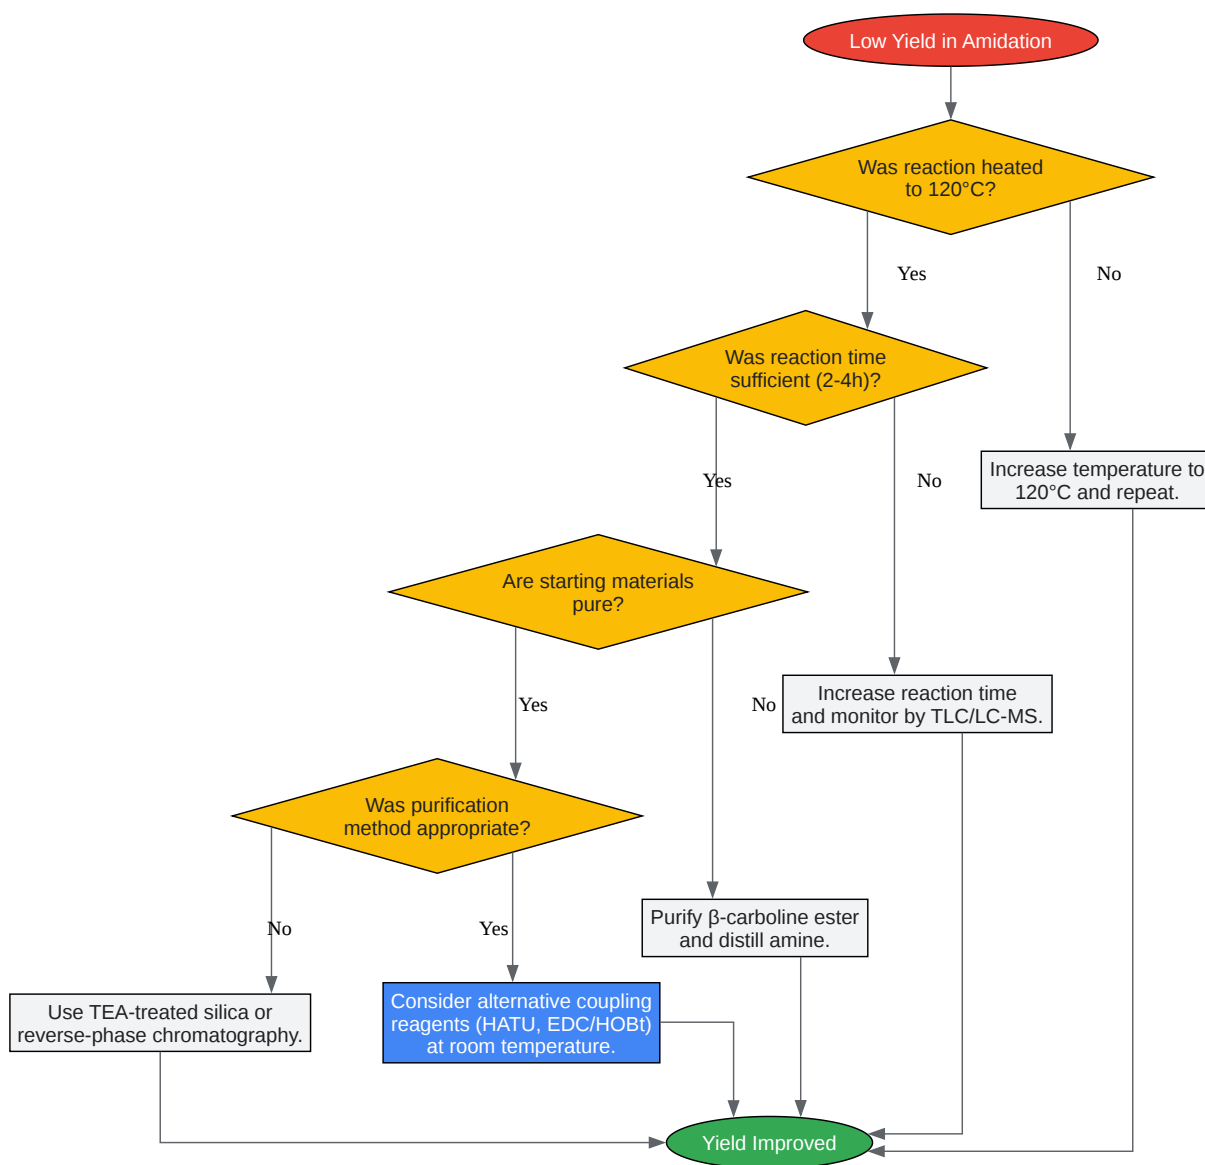 Low Yield in Amidation
Was reaction heated
to 120°C?
Yes
No
Was reaction time
sufficient (2-4h)?
Yes
No
Increase temperature to
120°C and repeat.
Are starting materials
pure?
Yes
No
Increase reaction time
and monitor by TLC/LC-MS.
Was purification
method appropriate?
No
Yes
Purify β-carboline ester
and distill amine.
Use TEA-treated silica or
reverse-phase chromatography.
Consider alternative coupling
reagents (HATU, EDC/HOBt)
at room temperature.
Yield Improved